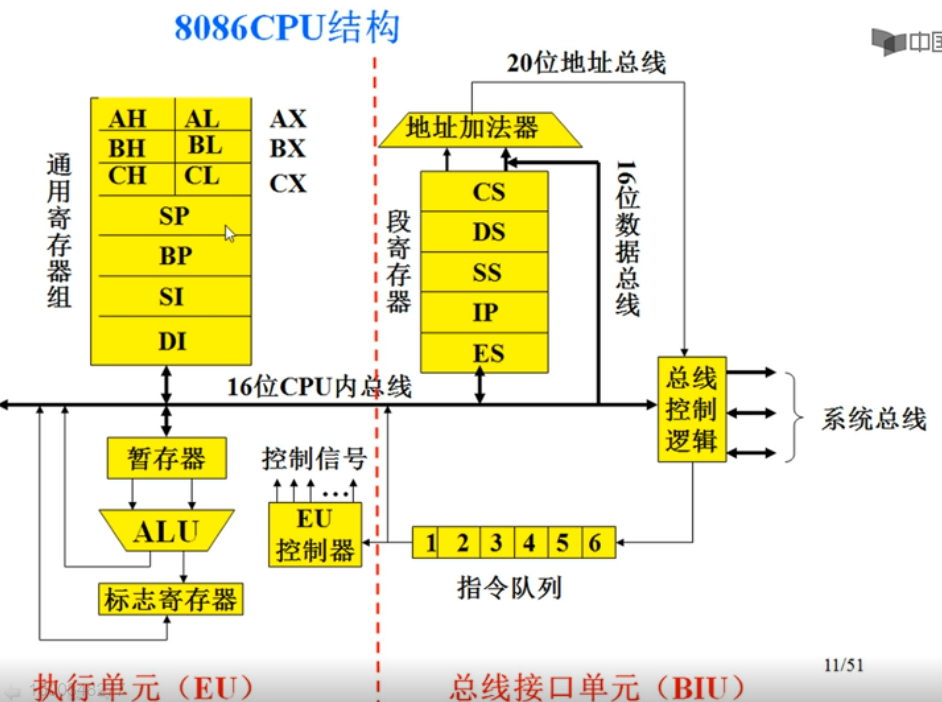 8086CPU结构
中国
20位地址总线
AH AL AX
BH BL BX
CH CL CX
SP
BP
SI
DI
通用寄存器组
地址加法器
段寄存器
CS
DS
SS
IP
ES
16位数据总线
16位CPU内总线
总线控制逻辑
系统总线
暂存器
控制信号
ALU
EU
控制器
1 2 3 4 5 6
指令队列
标志寄存器
11/51
执行单元（EU）
总线接口单元（BIU）